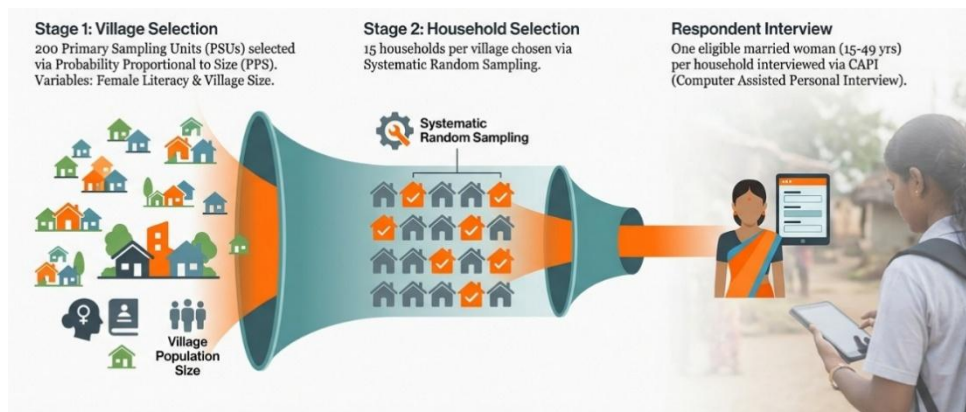 Stage 1: Village Selection
200 Primary Sampling Units (PSUs) selected
via Probability Proportional to Size (PPS).
Variables: Female Literacy & Village Size.
Stage 2: Household Selection
15 households per village chosen via
Systematic Random Sampling.
Respondent Interview
One eligible married woman (15-49 yrs)
per household interviewed via CAPI
(Computer Assisted Personal Interview).
Systematic
Random Sampling
Village
Population
Size